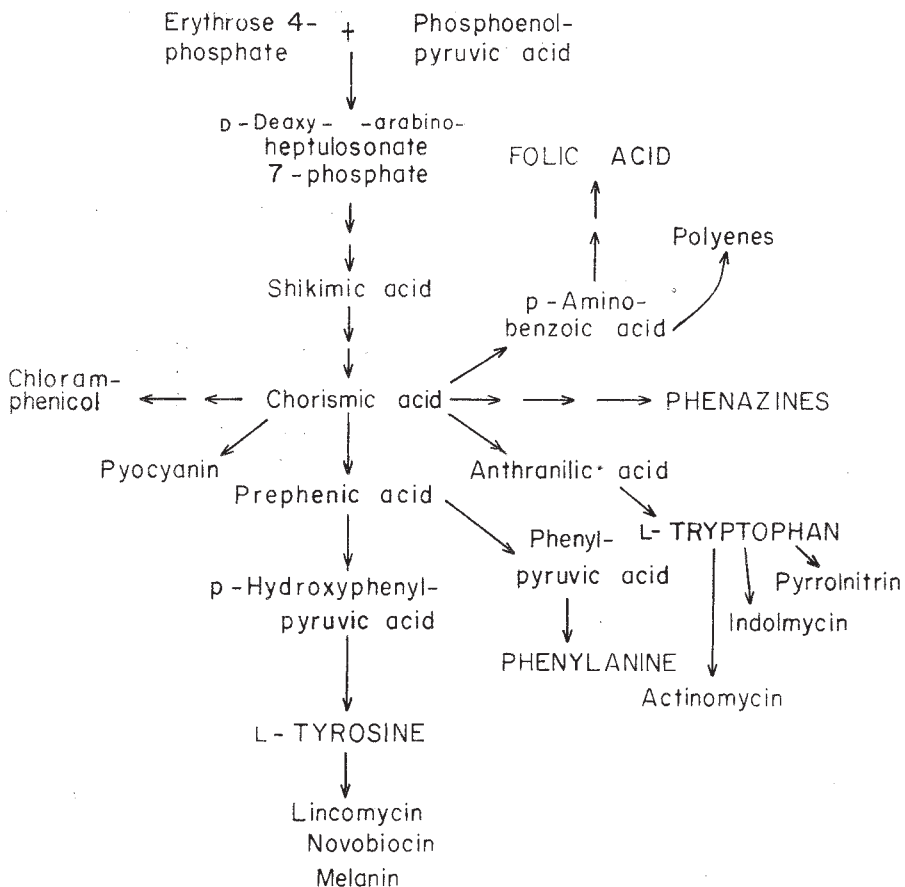 Erythrose 4- + Phosphoenol-
phosphate pyruvic acid
D-Deaxy- -arabino-
heptulosonate
7-phosphate
FOLIC ACID
Polyenes
Shikimic acid
p-Amino-
benzoic acid
Chloram-
phenicol
Chorismic acid
PHENAZINES
Pyocyanin
Anthranilic acid
Prephenic acid
L-TRYPTOPHAN
Phenyl-
pyruvic acid
Pyrrolnitrin
p-Hydroxyphenyl-
pyruvic acid
Indolmycin
PHENYLANINE
Actinomycin
L-TYROSINE
Lincomycin
Novobiocin
Melanin